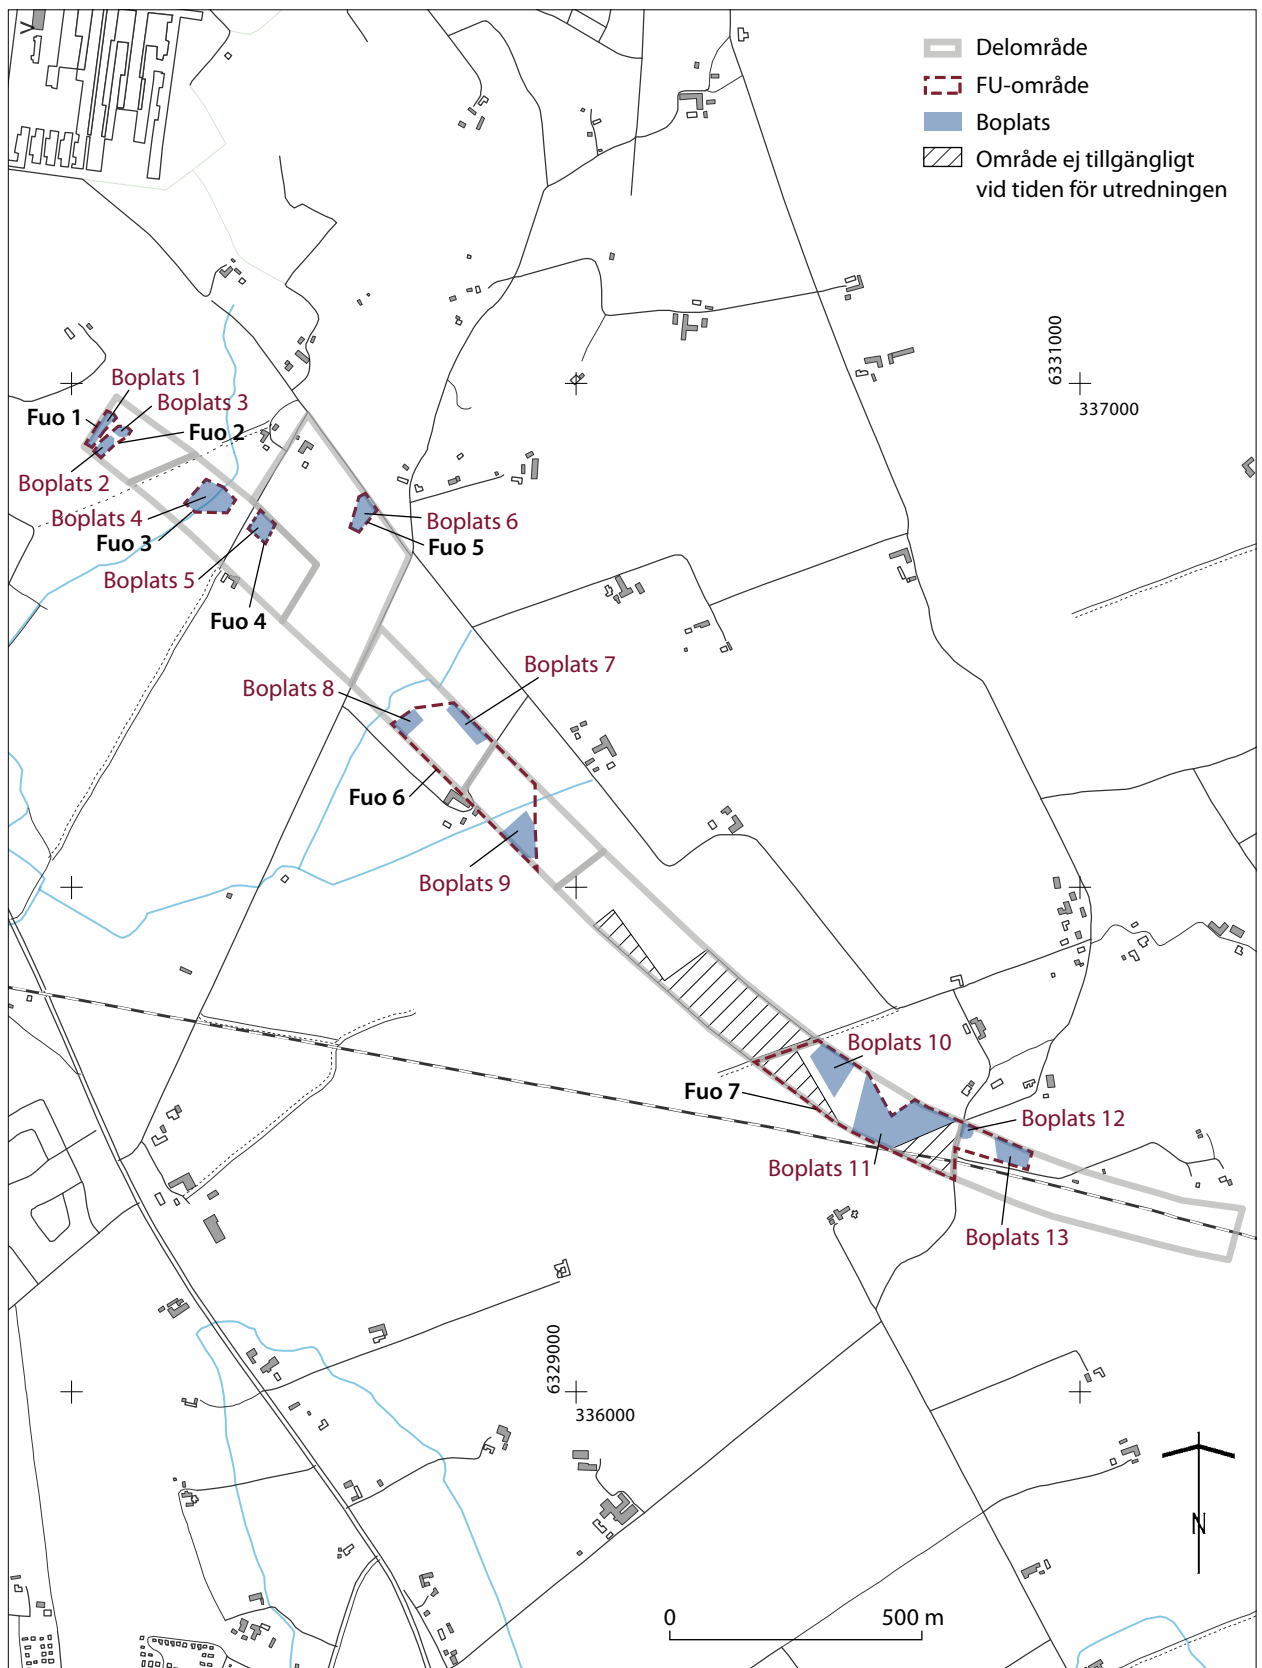 Delområde
FU-område
Boplats
Område ej tillgängligt
vid tiden för utredningen
6331000
337000
Boplats 1
Boplats 3
Fuo 1
Fuo 2
Boplats 2
Boplats 4
Fuo 3
Boplats 6
Fuo 5
Boplats 5
Fuo 4
Boplats 7
Boplats 8
Fuo 6
Boplats 9
Boplats 10
Fuo 7
Boplats 12
Boplats 11
Boplats 13
6329000
336000
N
0
500 m